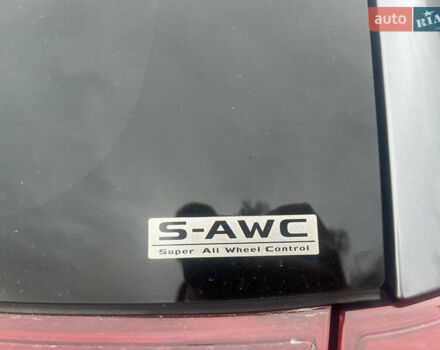 auto RIA
S-AWC
Super All Wheel Control